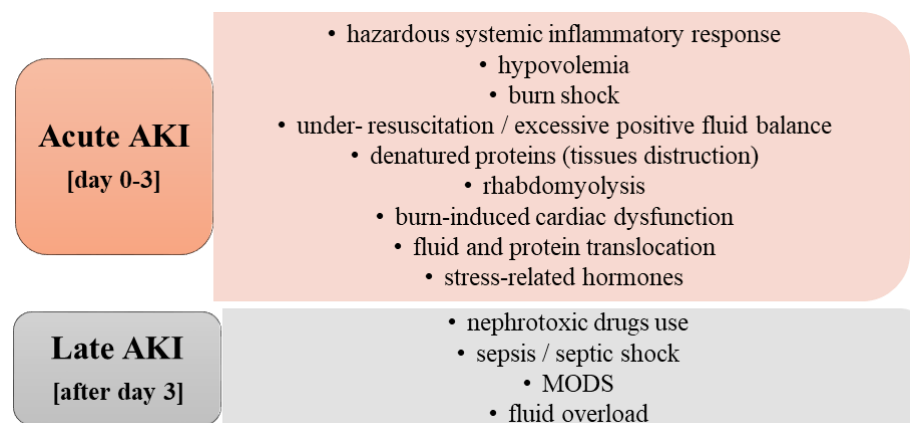 Acute AKI
[day 0-3]
• hazardous systemic inflammatory response
• hypovolemia
• burn shock
• under- resuscitation / excessive positive fluid balance
• denatured proteins (tissues distruction)
• rhabdomyolysis
• burn-induced cardiac dysfunction
• fluid and protein translocation
• stress-related hormones
Late AKI
[after day 3]
• nephrotoxic drugs use
• sepsis / septic shock
• MODS
• fluid overload